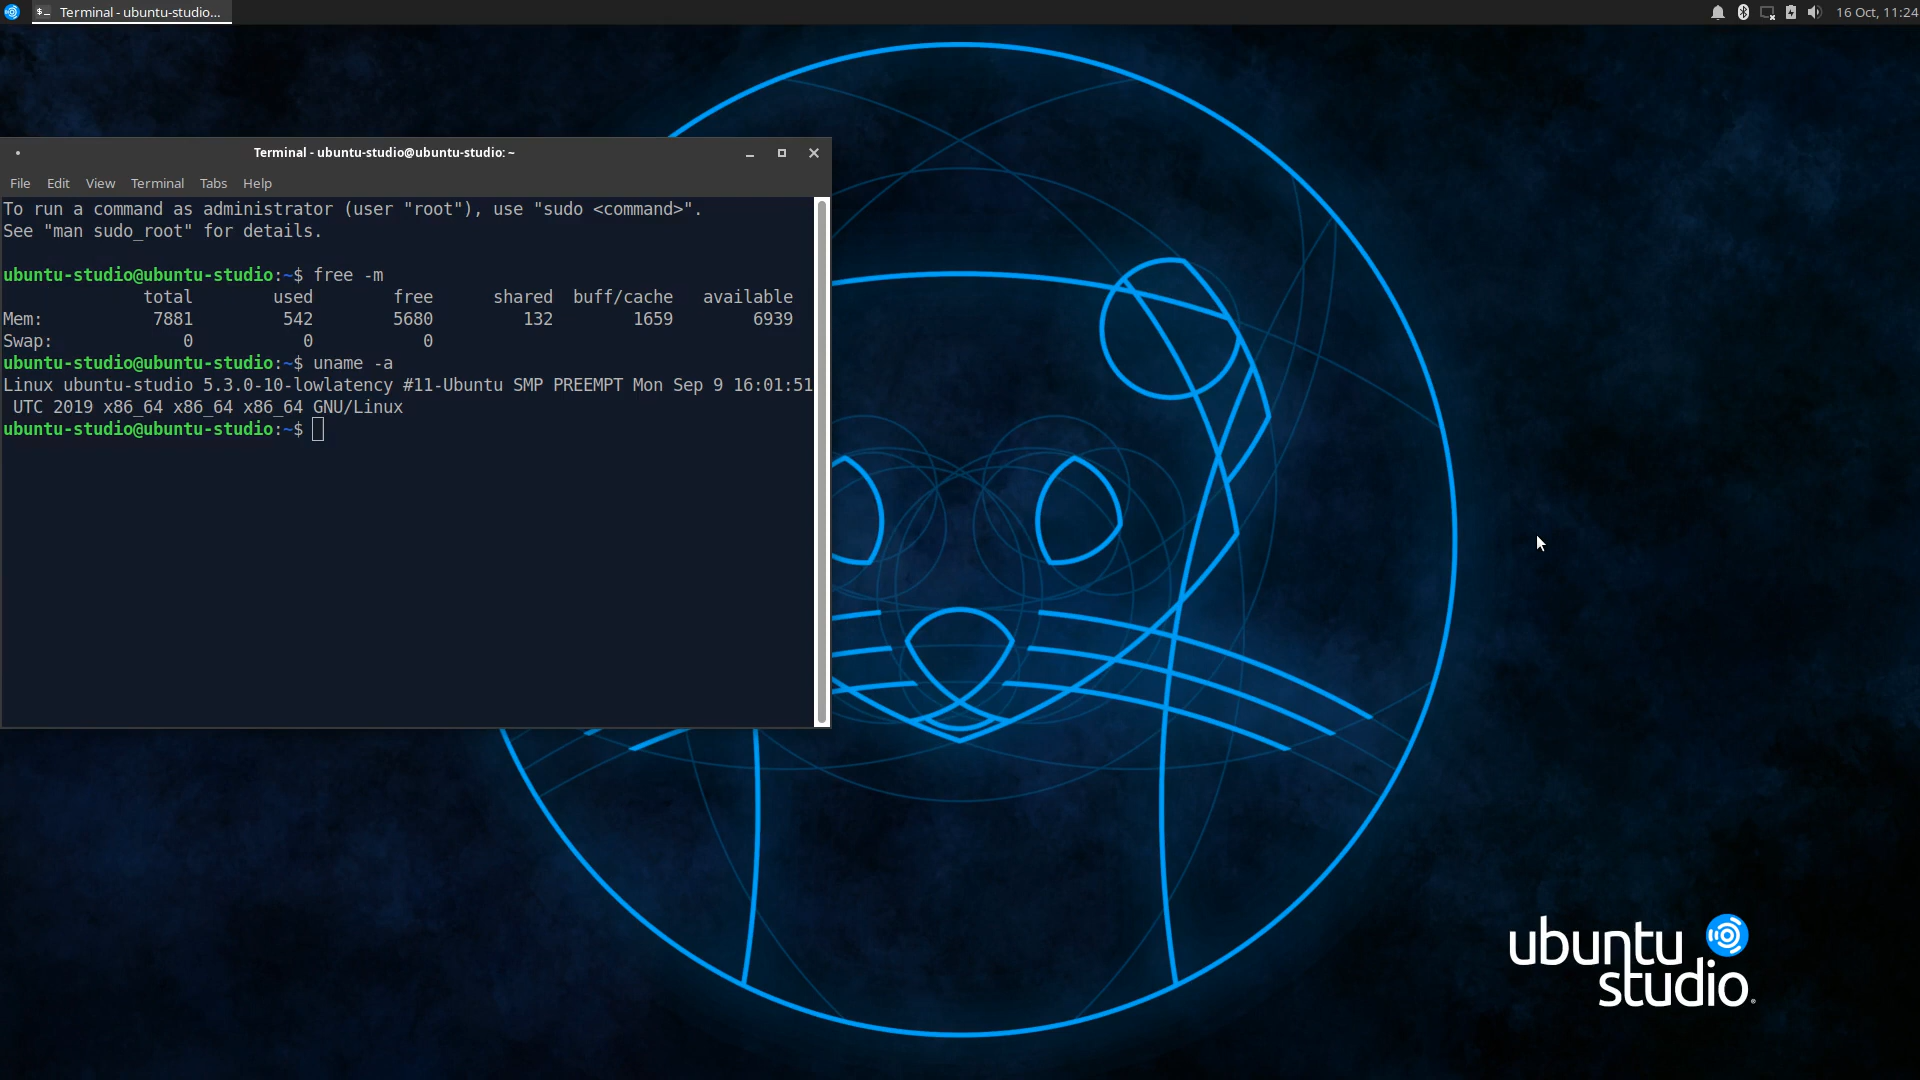 Terminal - ubuntu-studio...
16 Oct, 11:24
Terminal - ubuntu-studio@ubuntu-studio: ~
File Edit View Terminal Tabs Help
To run a command as administrator (user "root"), use "sudo <command>".
See "man sudo_root" for details.
ubuntu-studio@ubuntu-studio:~$ free -m
total used free shared buff/cache available
Mem: 7881 542 5680 132 1659 6939
Swap: 0 0 0
ubuntu-studio@ubuntu-studio:~$ uname -a
Linux ubuntu-studio 5.3.0-10-lowlatency #11-Ubuntu SMP PREEMPT Mon Sep 9 16:01:51
UTC 2019 x86_64 x86_64 x86_64 GNU/Linux
ubuntu-studio@ubuntu-studio:~$
ubuntu
studio®